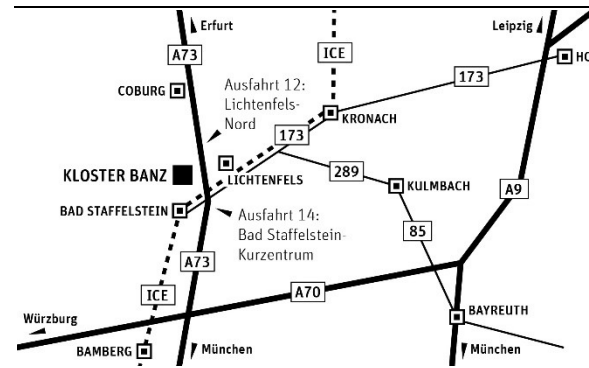 Erfurt
Leipzig
A73
ICE
HO
COBURG
Ausfahrt 12:
Lichtenfels-
Nord
173
KRONACH
173
KLOSTER BANZ
LICHTENFELS
289
KULMBACH
A9
BAD STAFFELSTEIN
Ausfahrt 14:
Bad Staffelstein-
Kurzentrum
85
A73
ICE
A70
Würzburg
BAYREUTH
BAMBERG
München
München